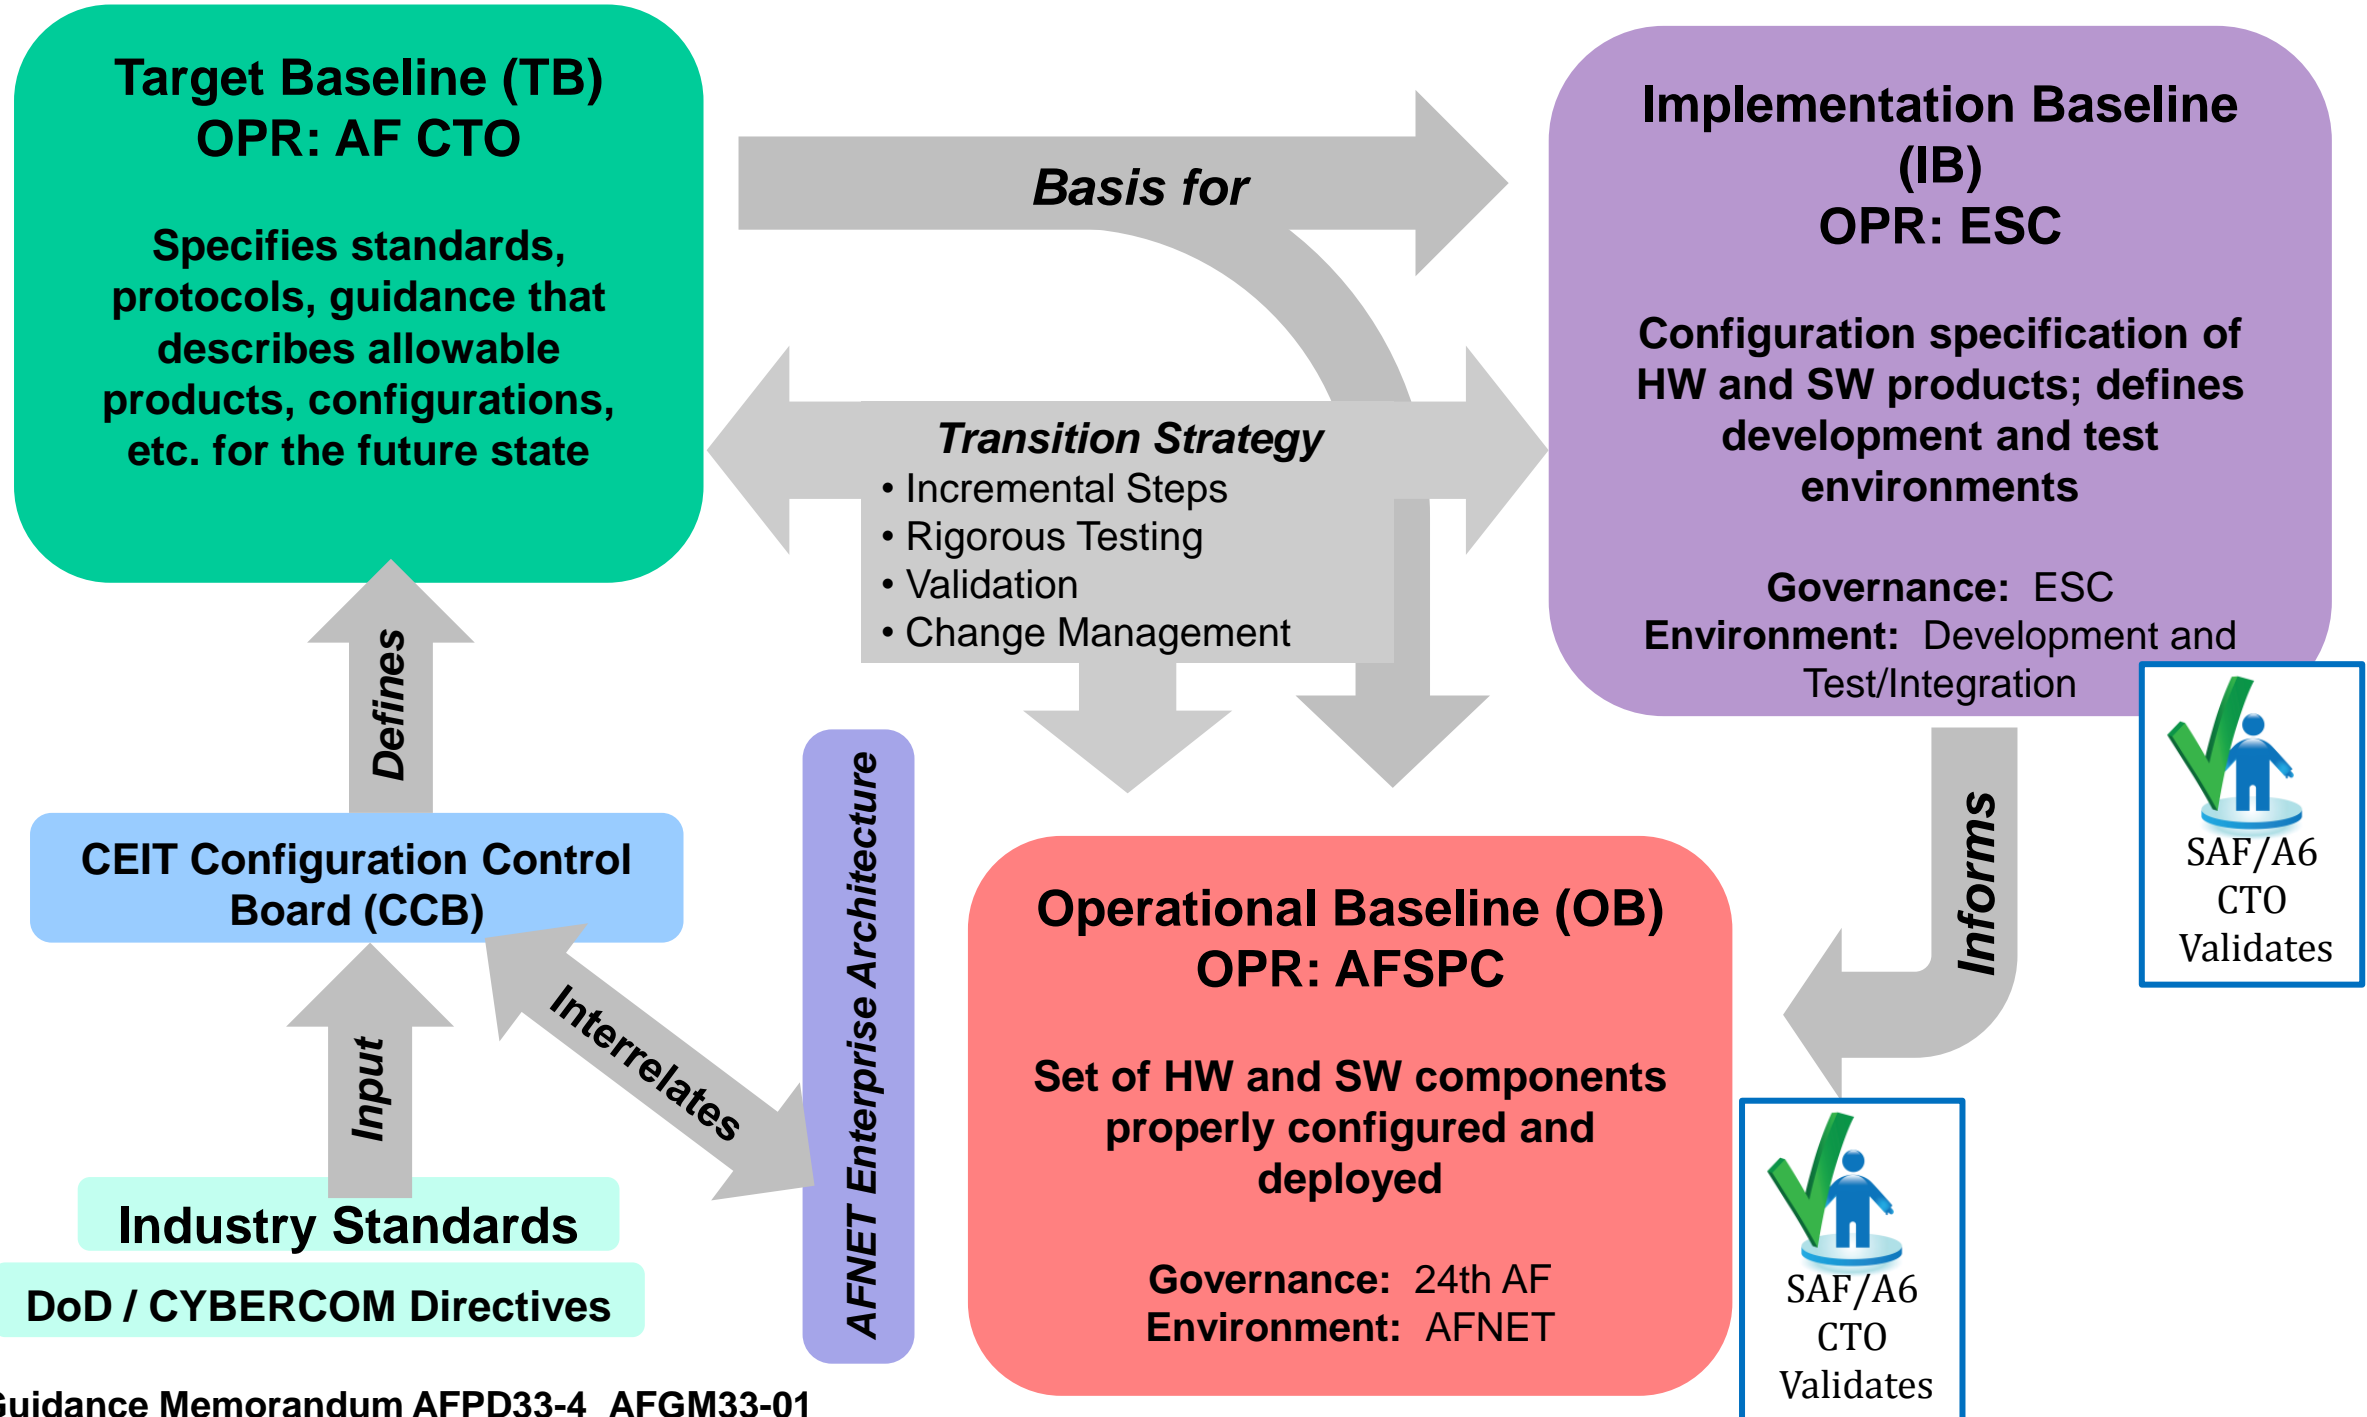 Target Baseline (TB)
OPR: AF CTO
Specifies standards,
protocols, guidance that
describes allowable
products, configurations,
etc. for the future state
Basis for
Implementation Baseline
(IB)
OPR: ESC
Configuration specification of
HW and SW products; defines
development and test
environments
Governance: ESC
Environment: Development and
Test/Integration
Transition Strategy
• Incremental Steps
• Rigorous Testing
• Validation
• Change Management
Defines
CEIT Configuration Control
Board (CCB)
Input
Interrelates
AFNET Enterprise Architecture
Industry Standards
DoD / CYBERCOM Directives
Operational Baseline (OB)
OPR: AFSPC
Set of HW and SW components
properly configured and
deployed
Governance: 24th AF
Environment: AFNET
Informs
SAF/A6
CTO
Validates
SAF/A6
CTO
Validates
Guidance Memorandum AFPD33-4 AFGM33-01